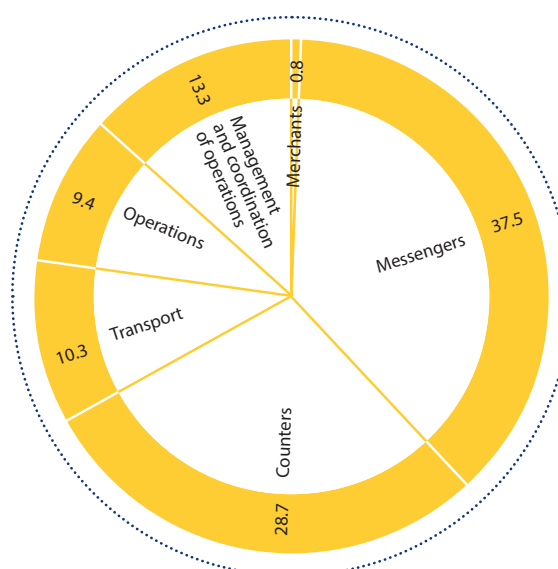 0.8
Merchants
37.5
Messengers
Counters
28.7
Transport
10.3
Operations
9.4
Management
and coordination
of operations
13.3